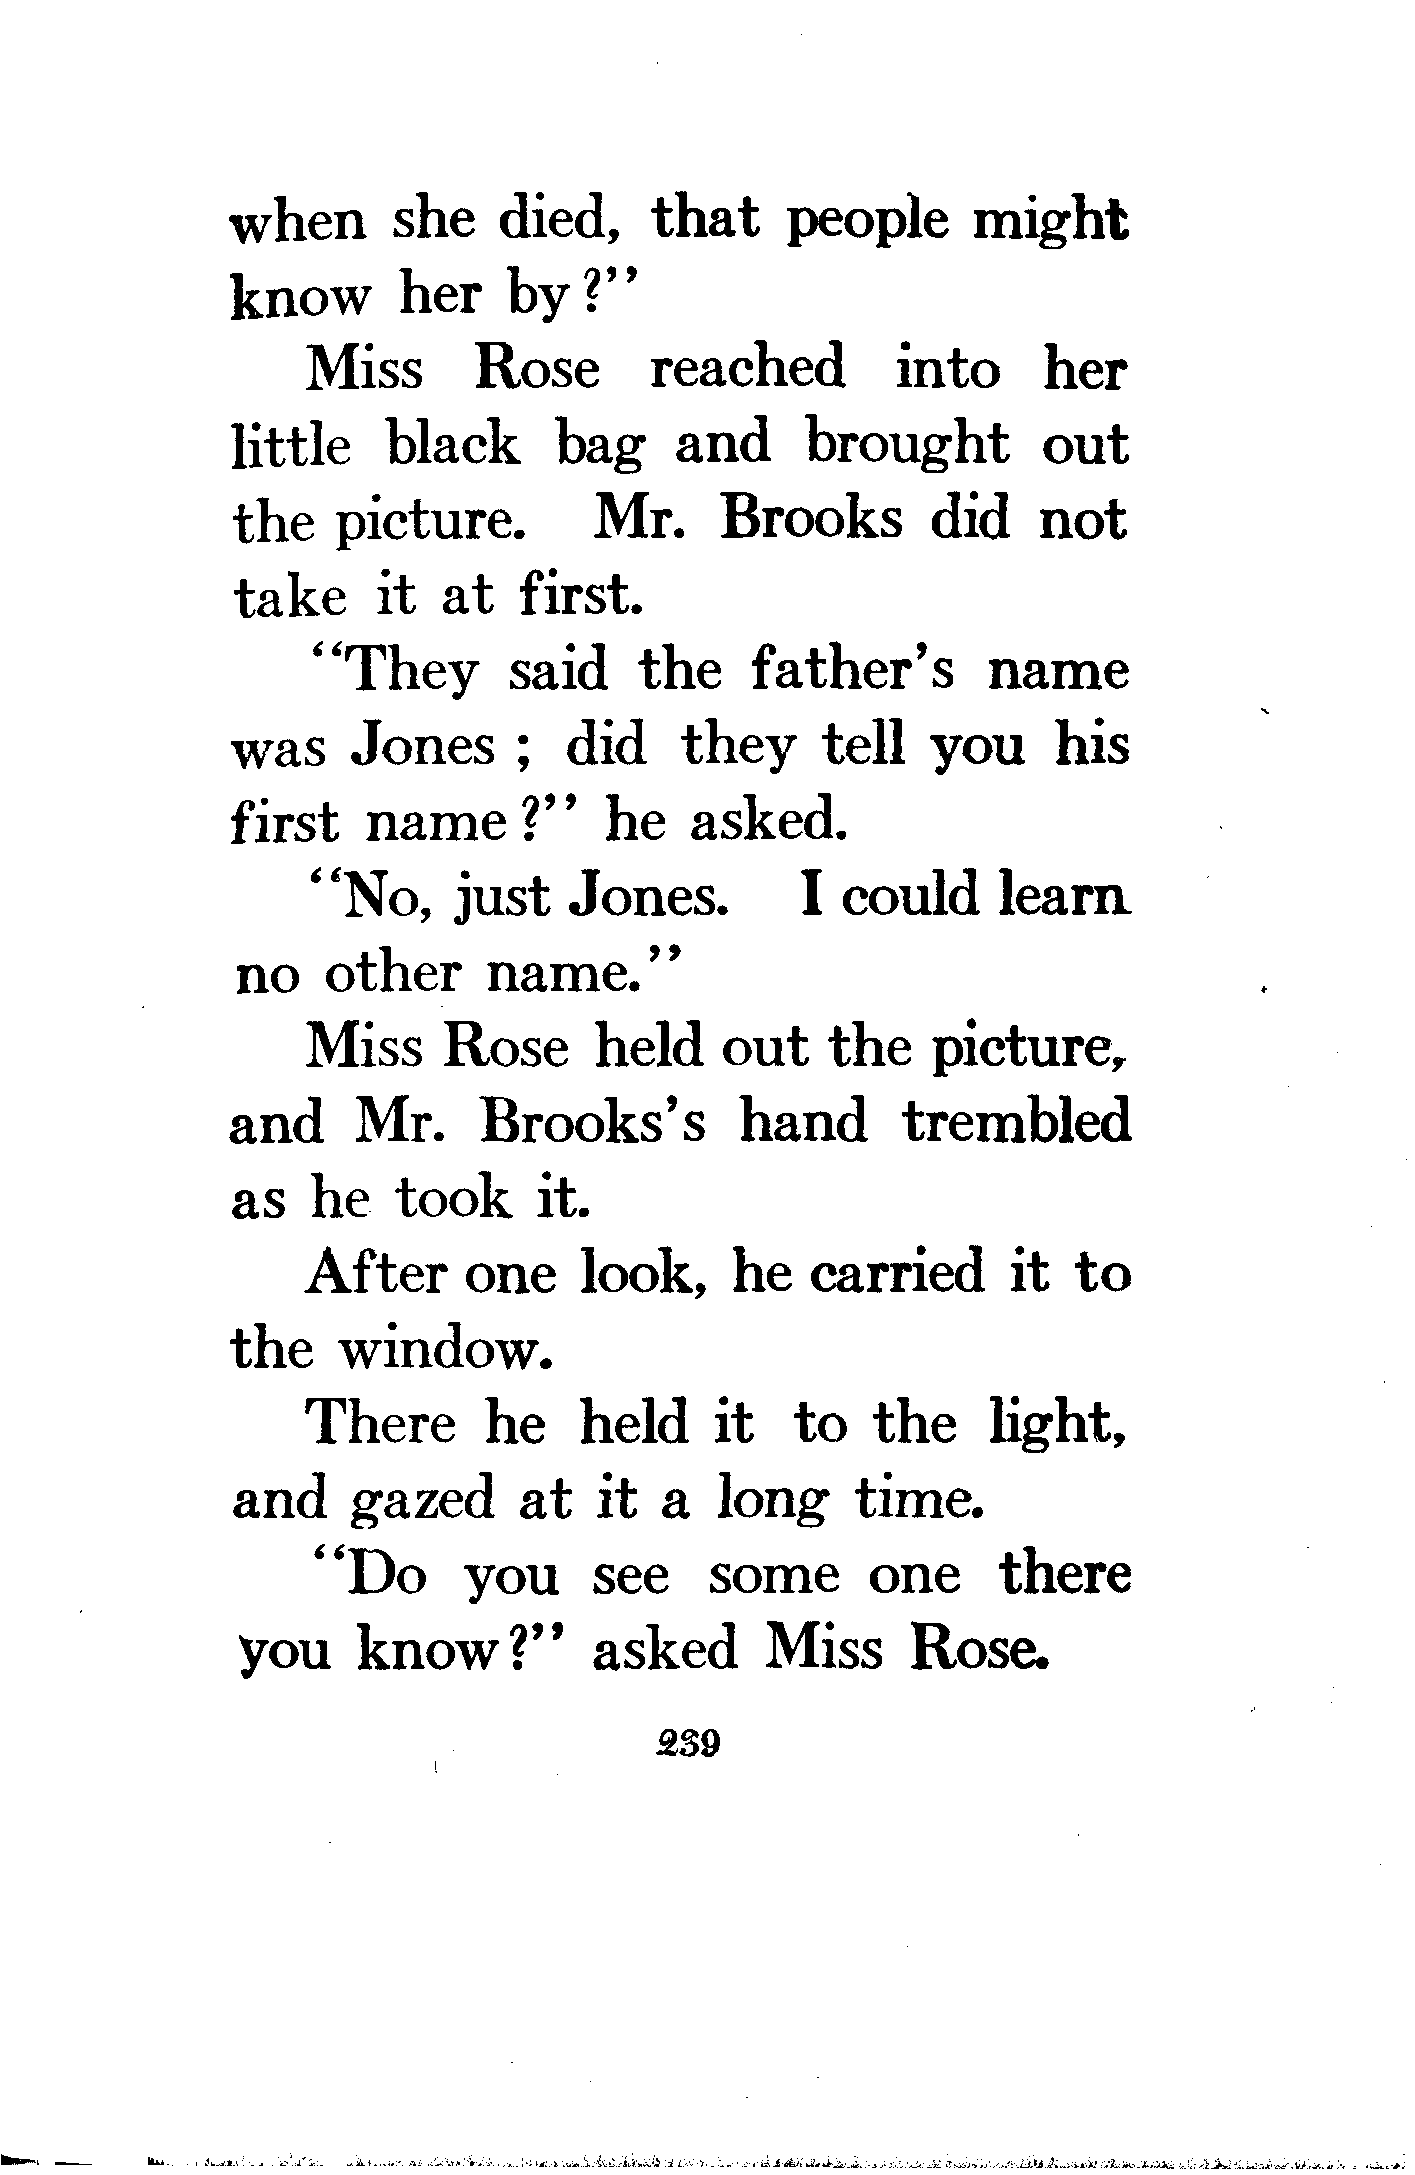 when she died, that people might
know her by?"
Miss Rose reached into her
little black bag and brought out
the picture. Mr. Brooks did not
take it at first.
"They said the father's name
was Jones; did they tell you his
first name?" he asked.
"No, just Jones. I could learn
no other name."
Miss Rose held out the picture,
and Mr. Brooks's hand trembled
as he took it.
After one look, he carried it to
the window.
There he held it to the light,
and gazed at it a long time.
"Do you see some one there
you know?" asked Miss Rose.
239